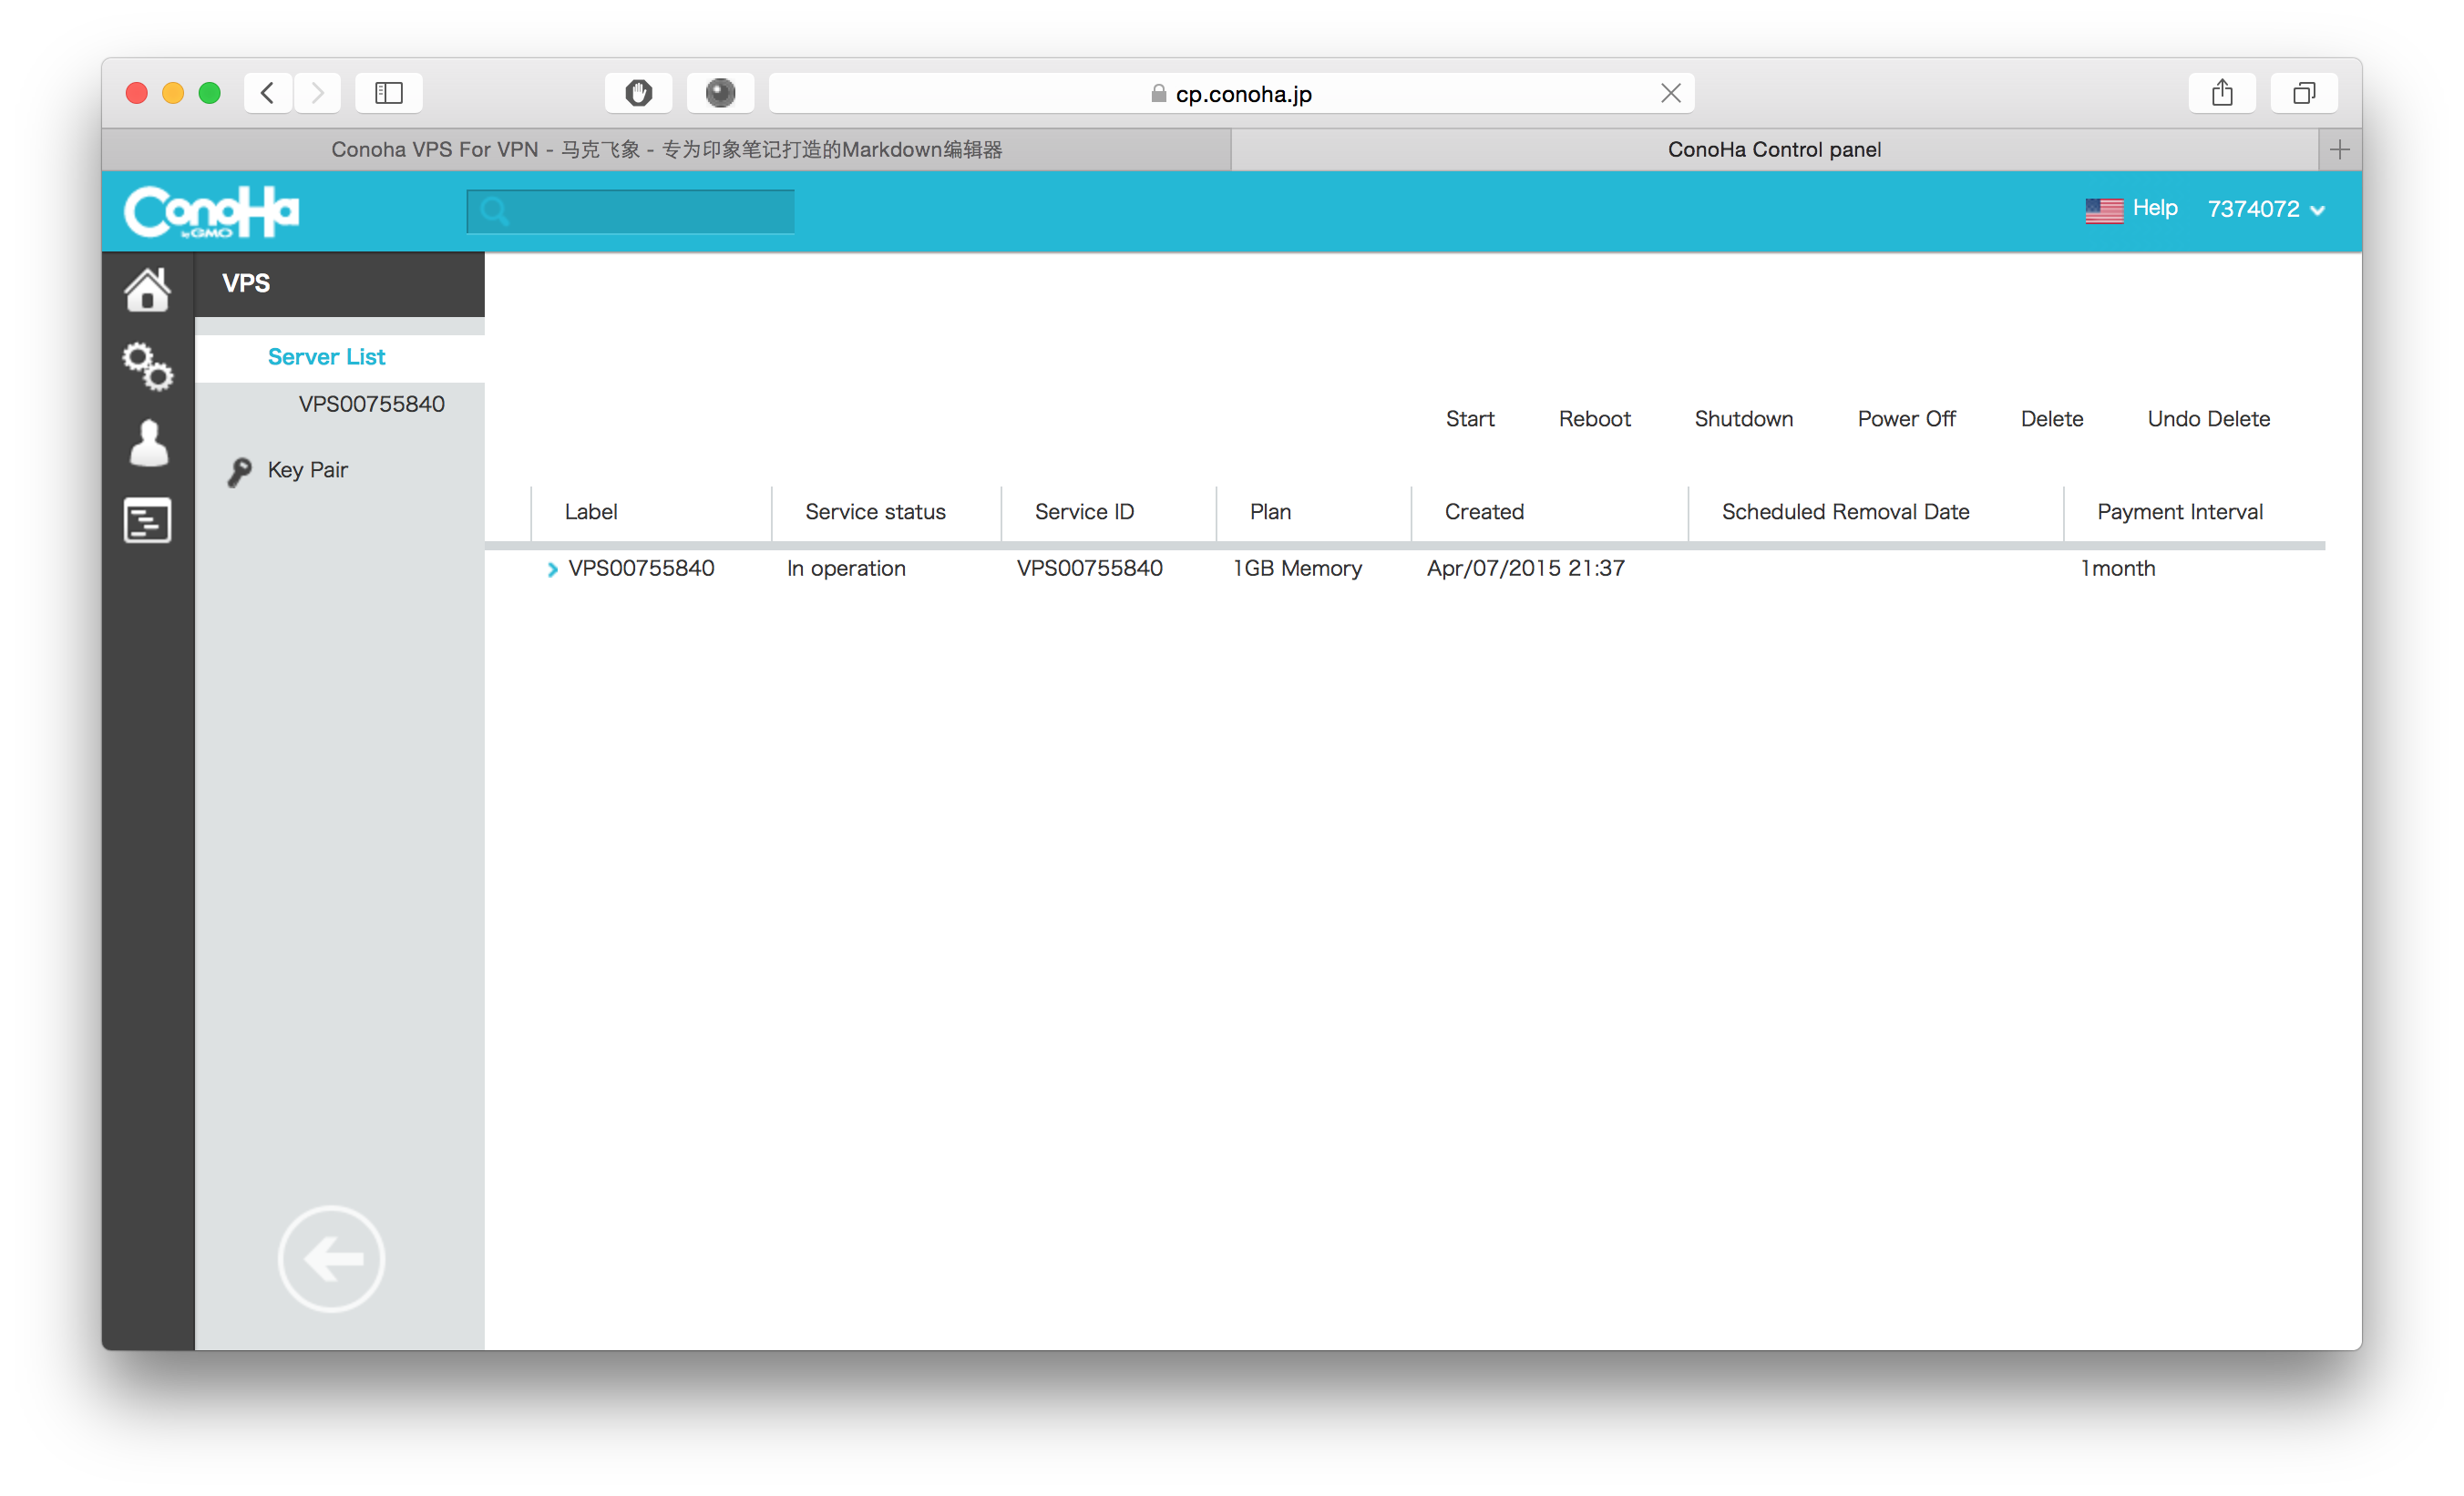 cp.conoha.jp
Conoha VPS For VPN - 马克飞象 - 专为印象笔记打造的Markdown编辑器
ConoHa Control panel
ConoHa by GMO
Help
7374072
VPS
Server List
VPS00755840
Key Pair
Start Reboot Shutdown Power Off Delete Undo Delete
Label Service status Service ID Plan Created Scheduled Removal Date Payment Interval
VPS00755840 In operation VPS00755840 1GB Memory Apr/07/2015 21:37 1month